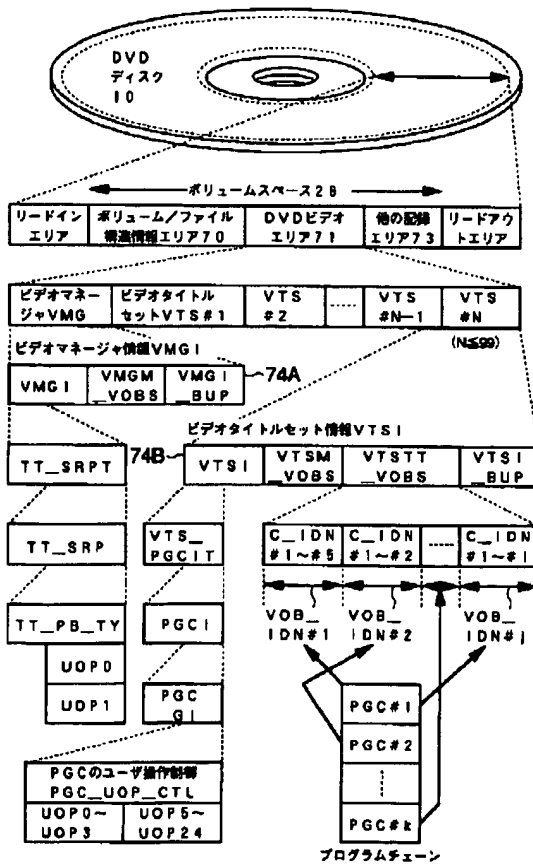 DVD
ディスク
10
ボリュームスペース28
リードイン
エリア
ボリューム/ファイル
構造情報エリア70
DVDビデオ
エリア71
他の記録
エリア73
リードアウ
トエリア
ビデオマネー
ジャVMG
ビデオタイトル
セットVTS#1
VTS
#2
……
VTS
#N-1
VTS
#N
(N≦99)
ビデオマネージャ情報VMGI
VMGI
VMGM
_VOBS
VMGI
_BUP
74A
ビデオタイトルセット情報VTSI
74B
VTSI
VTSM
_VOBS
VTSTT
_VOBS
VTSI
_BUP
TT_SRPT
TT_SRP
VTS_
PGCIT
C_IDN
#1~#5
C_IDN
#1~#2
……
C_IDN
#1~#i
TT_PB_TY
UOP0
UOP1
PGCI
PGC
_GI
VOB_
IDN#1
VOB_
IDN#2
VOB_
IDN#j
PGC#1
PGC#2
PGC#k
プログラムチェーン
PGCのユーザ操作制御
PGC_UOP_CTL
UOP0~
UOP3
UOP5~
UOP24